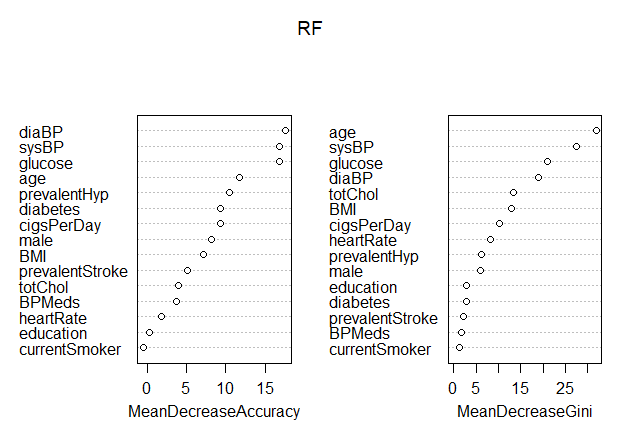 RF
diaBP
sysBP
glucose
age
prevalentHyp
diabetes
cigsPerDay
male
BMI
prevalentStroke
totChol
BPMeds
heartRate
education
currentSmoker
0 5 10 15
MeanDecreaseAccuracy
age
sysBP
glucose
diaBP
totChol
BMI
cigsPerDay
heartRate
prevalentHyp
male
education
diabetes
prevalentStroke
BPMeds
currentSmoker
0 5 15 25
MeanDecreaseGini